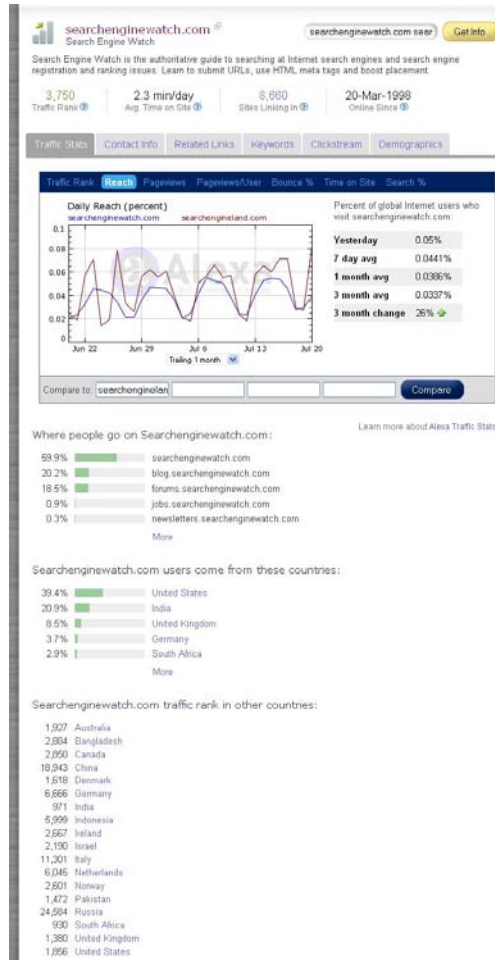 searchenginewatch.com
searchenginewatch.com sear Get Info
Search Engine Watch
Search Engine Watch is the authoritative guide to searching at Internet search engines and search engine
registration and ranking issues. Learn to submit URLs, use HTML meta tags and boost placement.
3,750 2.3 min/day 8,660 20-Mar-1998
Traffic Rank Avg. Time on Site Sites Linking In Online Since
Traffic Stats Contact Info Related Links Keywords Clickstream Demographics
Traffic Rank Reach Pageviews Pageviews/User Bounce % Time on Site Search %
Daily Reach (percent)
searchenginewatch.com searchengineland.com
0.1
0.08
0.06
0.04
0.02
0
Alexa
Jun 22 Jun 29 Jul 6 Jul 13 Jul 20
Trailing 1 month
Percent of global Internet users who
visit searchenginewatch.com:
Yesterday 0.05%
7 day avg 0.0441%
1 month avg 0.0386%
3 month avg 0.0337%
3 month change 26%
Compare to: searchenginelan Compare
Learn more about Alexa Traffic Stats
Where people go on Searchenginewatch.com:
59.9% searchenginewatch.com
20.2% blog.searchenginewatch.com
18.5% forums.searchenginewatch.com
0.9% jobs.searchenginewatch.com
0.3% newsletters.searchenginewatch.com
More
Searchenginewatch.com users come from these countries:
39.4% United States
20.9% India
8.5% United Kingdom
3.7% Germany
2.9% South Africa
More
Searchenginewatch.com traffic rank in other countries:
1,927 Australia
2,884 Bangladesh
2,850 Canada
18,943 China
1,618 Denmark
6,666 Germany
971 India
5,999 Indonesia
2,667 Ireland
2,190 Israel
11,301 Italy
6,045 Netherlands
2,601 Norway
1,472 Pakistan
24,584 Russia
930 South Africa
1,380 United Kingdom
1,856 United States